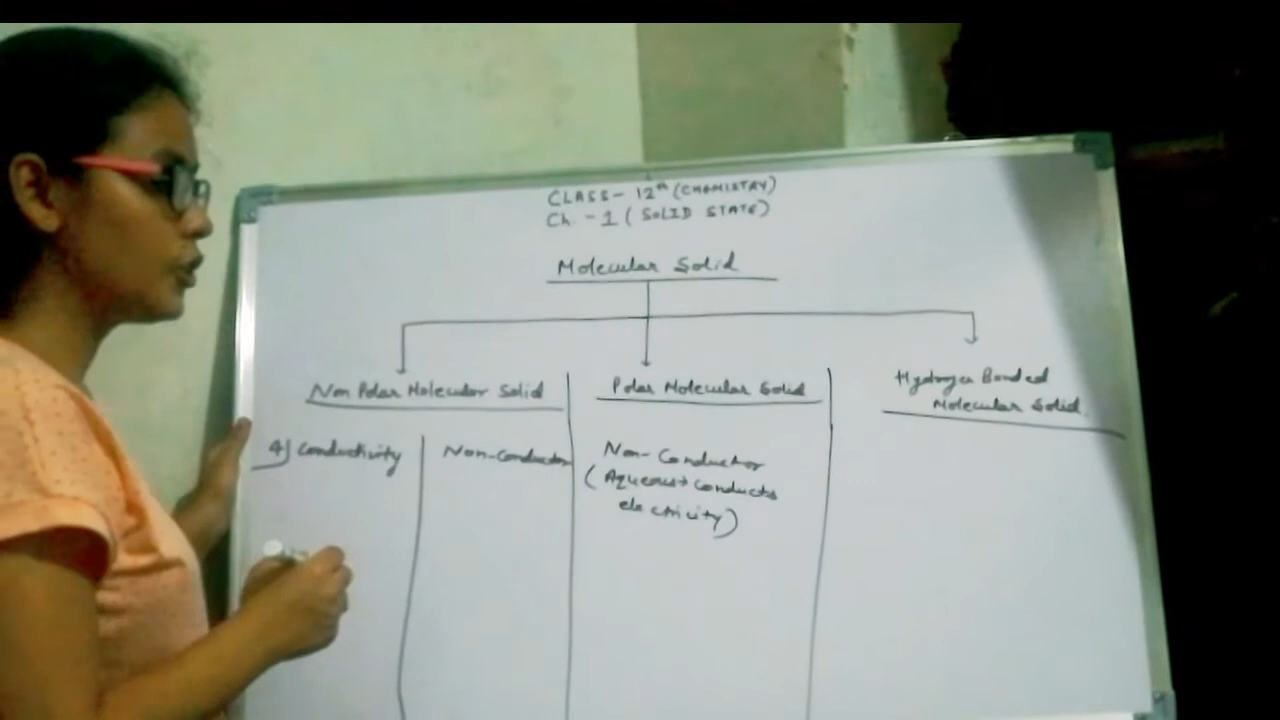 CLASS- 12th (CHEMISTRY)
Ch. - 1 ( SOLID STATE)
Molecular Solid
Non Polar Molecular Solid
Polar Molecular Solid
Hydrogen Bonded
Molecular Solid
4) Conductivity
Non-Conductor
Non-Conductor
(Aqueous → Conducts
electricity)